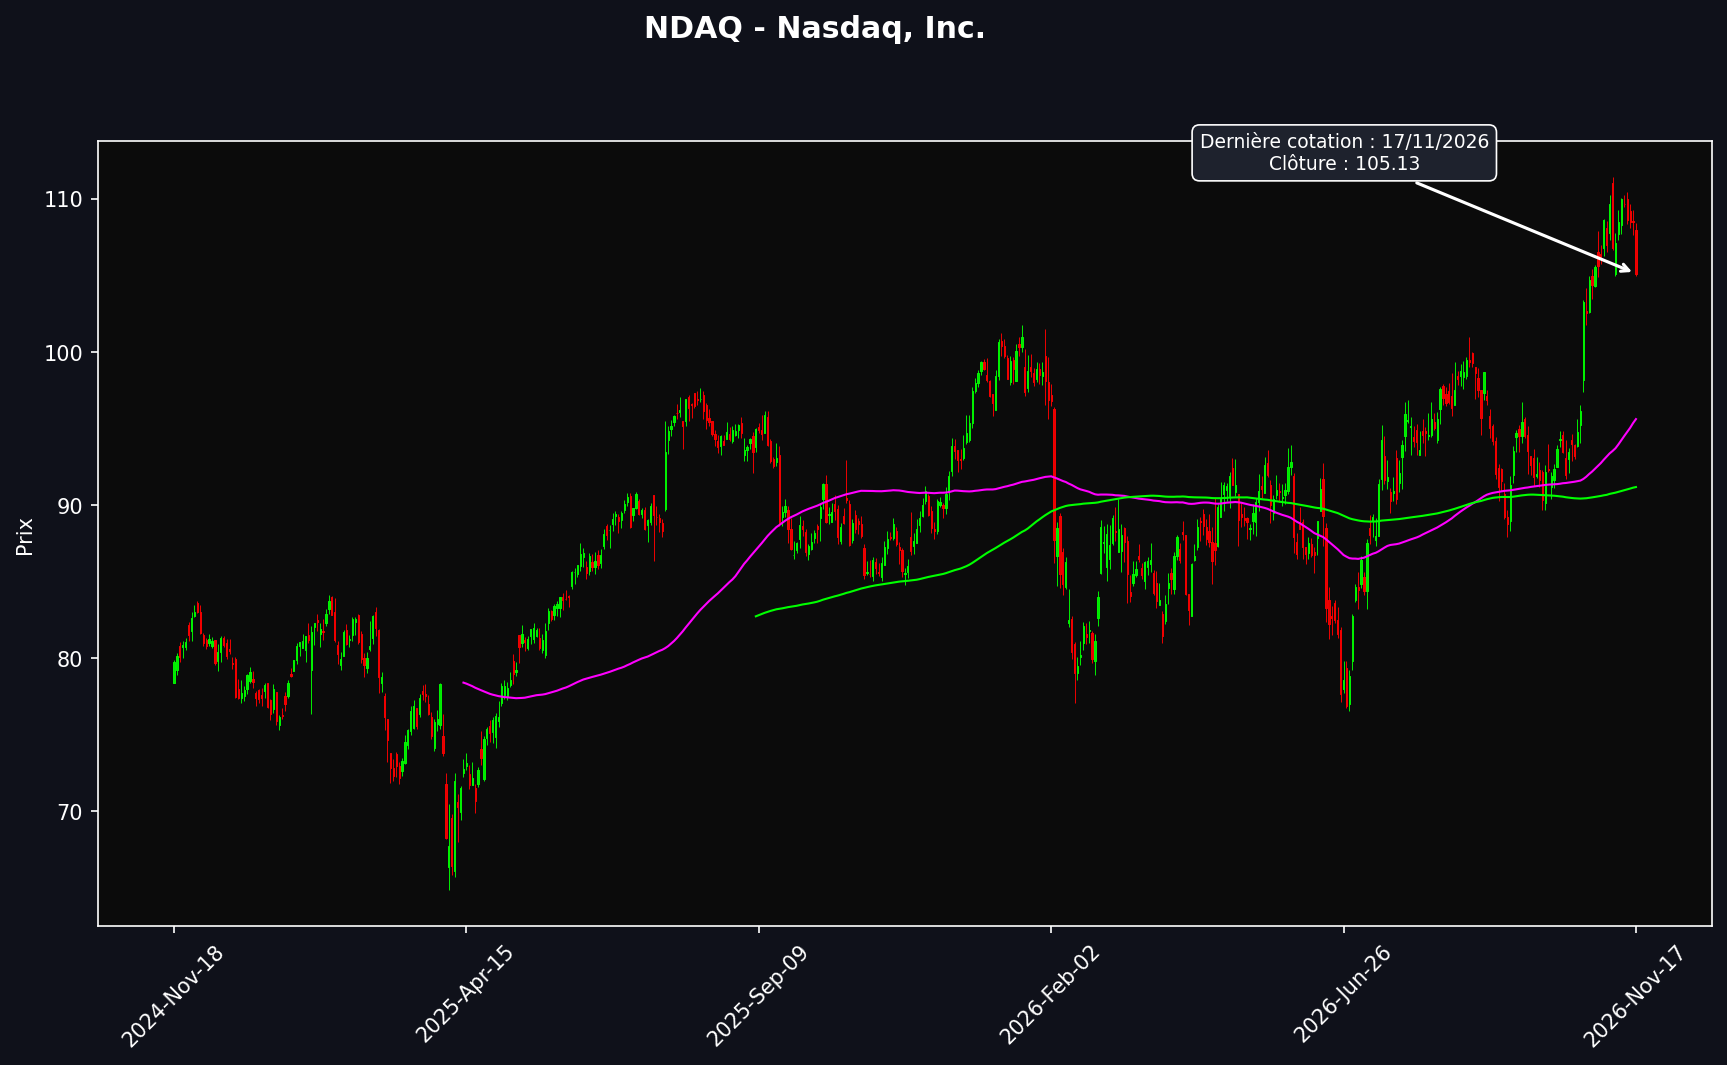 NDAQ - Nasdaq, Inc.
Dernière cotation : 17/11/2026
Clôture : 105.13
Prix
110
100
90
80
70
2024-Nov-18
2025-Apr-15
2025-Sep-09
2026-Feb-02
2026-Jun-26
2026-Nov-17